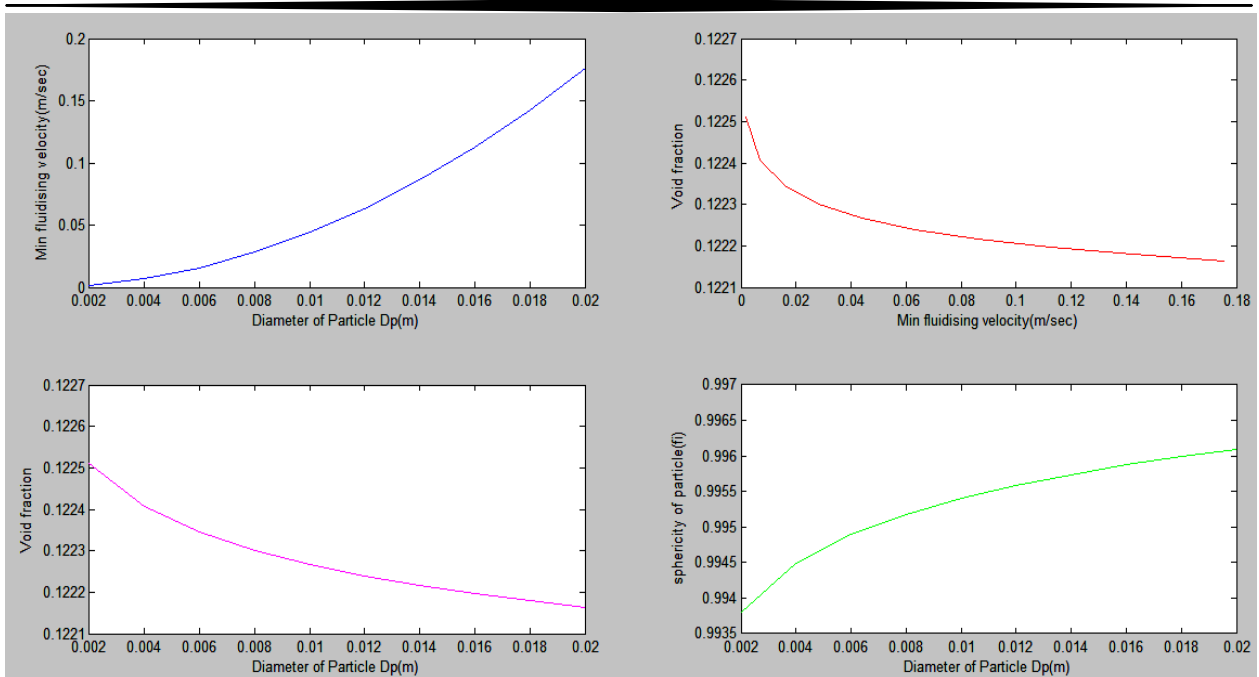 0.2
0.15
0.1
0.05
0
Min fluidising velocity(m/sec)
0.002 0.004 0.006 0.008 0.01 0.012 0.014 0.016 0.018 0.02
Diameter of Particle Dp(m)
0.1227
0.1226
0.1225
0.1224
0.1223
0.1222
0.1221
Void fraction
0 0.02 0.04 0.06 0.08 0.1 0.12 0.14 0.16 0.18
Min fluidising velocity(m/sec)
0.1227
0.1226
0.1225
0.1224
0.1223
0.1222
0.1221
Void fraction
0.002 0.004 0.006 0.008 0.01 0.012 0.014 0.016 0.018 0.02
Diameter of Particle Dp(m)
0.997
0.9965
0.996
0.9955
0.995
0.9945
0.994
0.9935
sphericity of particle(fi)
0.002 0.004 0.006 0.008 0.01 0.012 0.014 0.016 0.018 0.02
Diameter of Particle Dp(m)